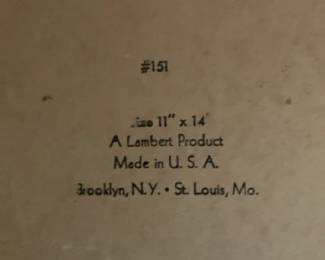 #151
Size 11" x 14"
A Lambert Product
Made in U. S. A.
Brooklyn, N.Y. • St. Louis, Mo.